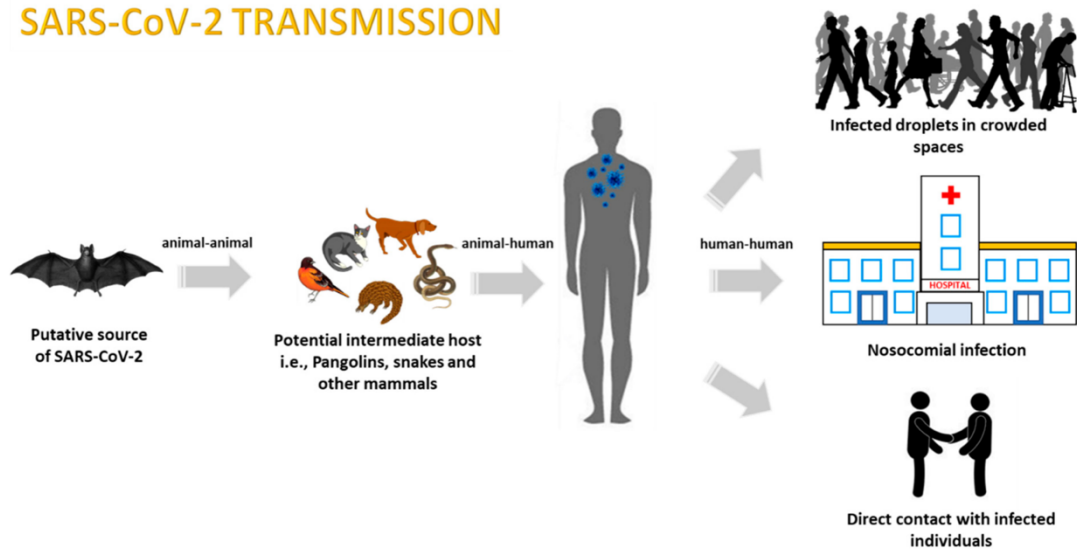 SARS-CoV-2 TRANSMISSION
Infected droplets in crowded
spaces
animal-animal
animal-human
human-human
HOSPITAL
Putative source
of SARS-CoV-2
Potential intermediate host
i.e., Pangolins, snakes and
other mammals
Nosocomial infection
Direct contact with infected
individuals